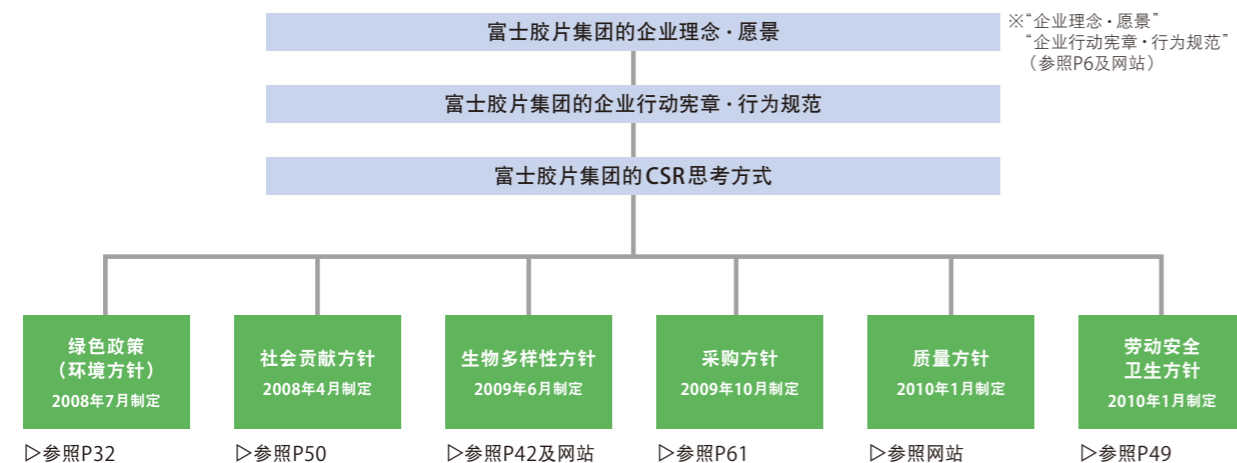 富士胶片集团的企业理念·愿景
※“企业理念·愿景”
“企业行动宪章·行为规范”
（参照P6及网站）
富士胶片集团的企业行动宪章·行为规范
富士胶片集团的CSR思考方式
绿色政策
（环境方针）
2008年7月制定
▷参照P32
社会贡献方针
2008年4月制定
▷参照P50
生物多样性方针
2009年6月制定
▷参照P42及网站
采购方针
2009年10月制定
▷参照P61
质量方针
2010年1月制定
▷参照网站
劳动安全
卫生方针
2010年1月制定
▷参照P49